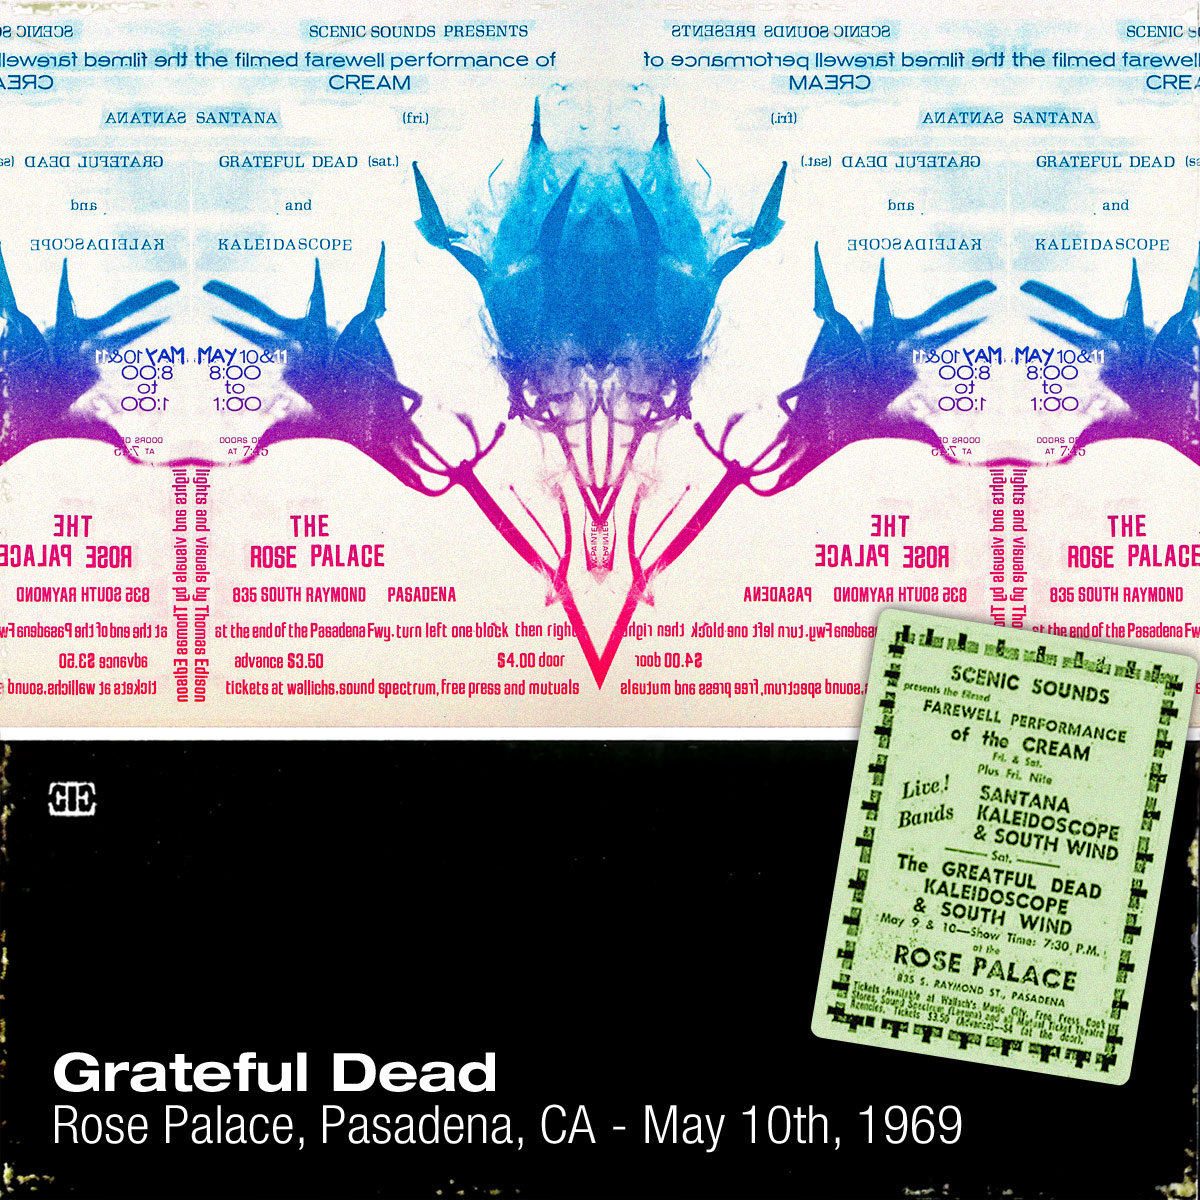 SCENIC SOUNDS PRESENTS
the filmed farewell performance of
CREAM
SANTANA (fri.)
GRATEFUL DEAD (sat.)
and
KALEIDASCOPE
MAY 10&11
8:00
to
1:00
AT 7:45
lights and visuals by Thomas Edison
THE
ROSE PALACE
835 SOUTH RAYMOND PASADENA
at the end of the Pasadena Fwy. turn left one block then right
advance $3.50 $4.00 door
tickets at wallichs.sound spectrum, free press and mutuals
SCENIC SOUNDS
presents the filmed
FAREWELL PERFORMANCE
of the CREAM
Fri. & Sat.
Plus Fri. Nite
Live!
Bands
SANTANA
KALEIDOSCOPE
& SOUTH WIND
Sat.
The GREATFUL DEAD
KALEIDOSCOPE
& SOUTH WIND
May 9 & 10—Show Time: 7:30 P.M.
at the
ROSE PALACE
835 S. RAYMOND ST., PASADENA
Tickets Available at Wallach's Music City, Free Press Book
Stores, Sound Spectrum (Laguna) and all Mutual Ticket Theatre
Agencies. Tickets $3.50 (Advance)—$4 (at the door).
Grateful Dead
Rose Palace, Pasadena, CA - May 10th, 1969